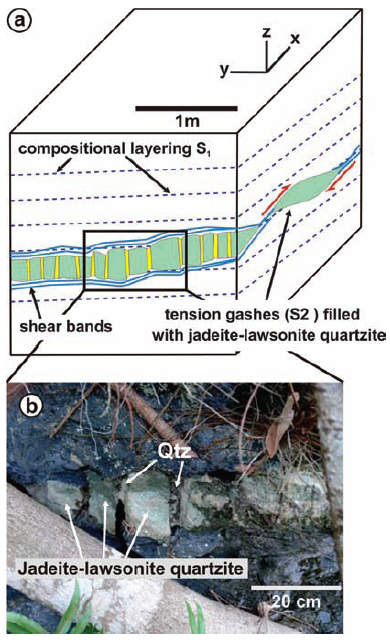 a
z
x
y
1m
compositional layering S1
shear bands
tension gashes (S2 ) filled
with jadeite-lawsonite quartzite
b
Qtz
Jadeite-lawsonite quartzite
20 cm